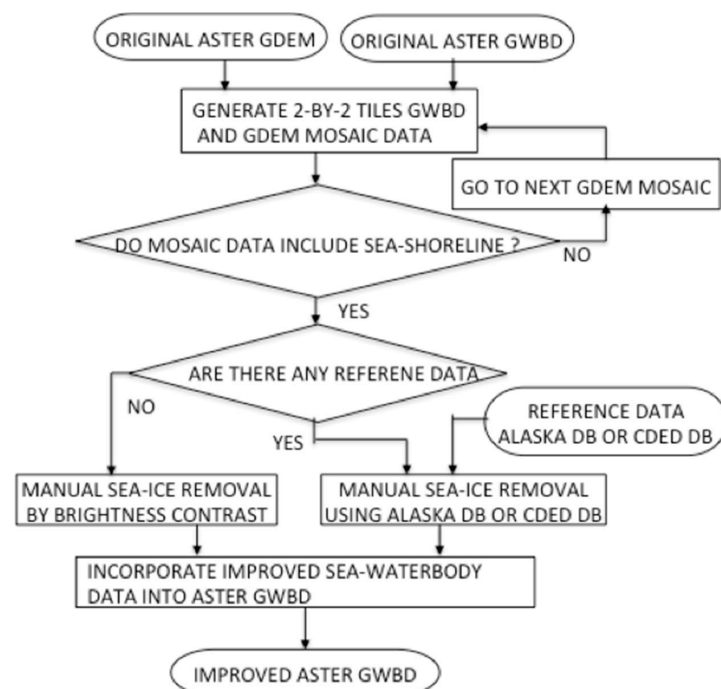 ORIGINAL ASTER GDEM
ORIGINAL ASTER GWBD
GENERATE 2-BY-2 TILES GWBD
AND GDEM MOSAIC DATA
GO TO NEXT GDEM MOSAIC
DO MOSAIC DATA INCLUDE SEA-SHORELINE ?
NO
YES
ARE THERE ANY REFERENE DATA
NO
YES
REFERENCE DATA
ALASKA DB OR CDED DB
MANUAL SEA-ICE REMOVAL
BY BRIGHTNESS CONTRAST
MANUAL SEA-ICE REMOVAL
USING ALASKA DB OR CDED DB
INCORPORATE IMPROVED SEA-WATERBODY
DATA INTO ASTER GWBD
IMPROVED ASTER GWBD